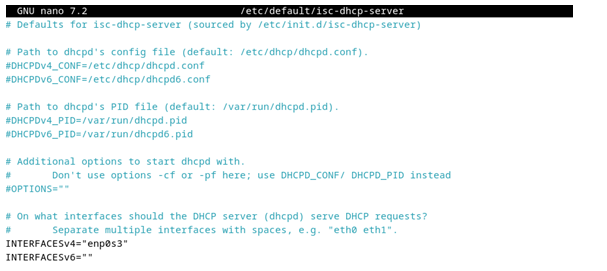 GNU nano 7.2 /etc/default/isc-dhcp-server
# Defaults for isc-dhcp-server (sourced by /etc/init.d/isc-dhcp-server)
# Path to dhcpd's config file (default: /etc/dhcp/dhcpd.conf).
#DHCPDv4_CONF=/etc/dhcp/dhcpd.conf
#DHCPDv6_CONF=/etc/dhcp/dhcpd6.conf
# Path to dhcpd's PID file (default: /var/run/dhcpd.pid).
#DHCPDv4_PID=/var/run/dhcpd.pid
#DHCPDv6_PID=/var/run/dhcpd6.pid
# Additional options to start dhcpd with.
#       Don't use options -cf or -pf here; use DHCPD_CONF/ DHCPD_PID instead
#OPTIONS=""
# On what interfaces should the DHCP server (dhcpd) serve DHCP requests?
#       Separate multiple interfaces with spaces, e.g. "eth0 eth1".
INTERFACESv4="enp0s3"
INTERFACESv6=""